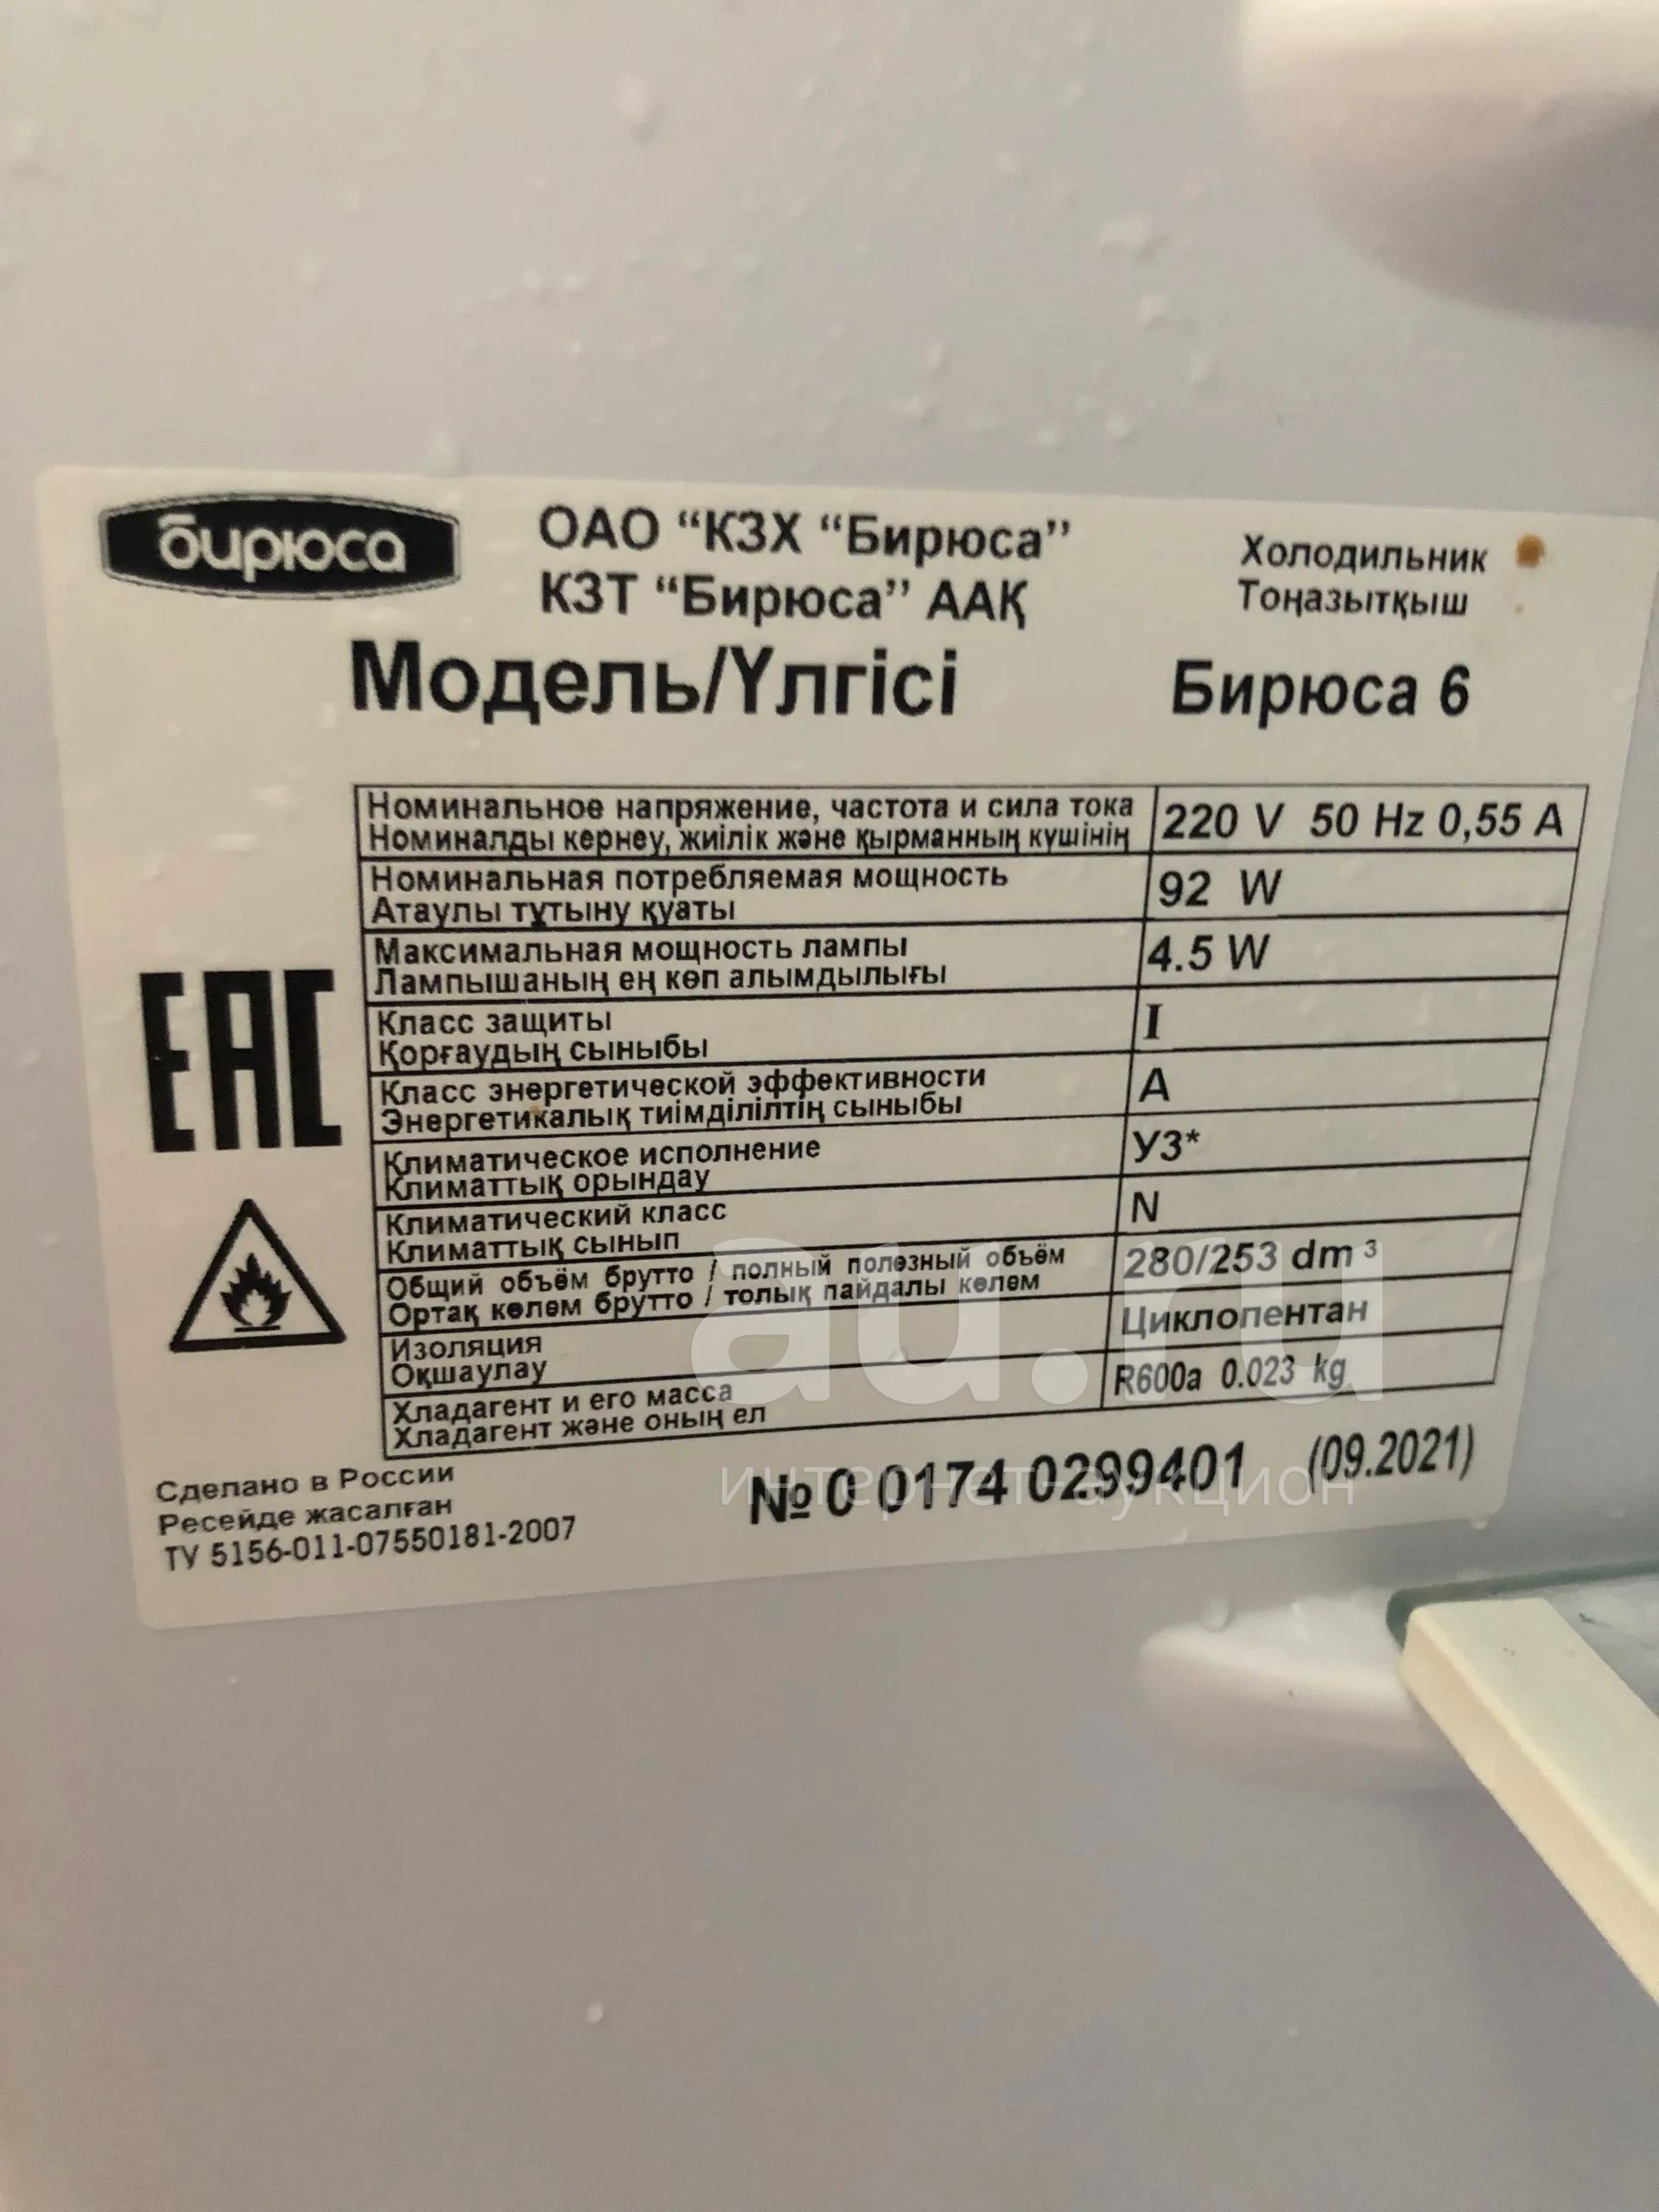 бирюса
ОАО “КЗХ “Бирюса”
КЗТ “Бирюса” ААҚ
Холодильник
Тоңазытқыш
Модель/Үлгісі Бирюса 6
Номинальное напряжение, частота и сила тока
Номиналды кернеу, жиілік және қырманның күшінің
220 V 50 Hz 0,55 A
Номинальная потребляемая мощность
Атаулы тұтыну қуаты
92 W
Максимальная мощность лампы
Лампышаның ең көп алымдылығы
4.5 W
Класс защиты
Қорғаудың сыныбы
I
Класс энергетической эффективности
Энергетикалық тиімділілтің сыныбы
A
Климатическое исполнение
Климаттық орындау
УЗ*
Климатический класс
Климаттық сынып
N
Общий объём брутто / полный полезный объём
Ортақ көлем брутто / толық пайдалы көлем
280/253 dm³
Изоляция
Оқшаулау
Циклопентан
Хладагент и его масса
Хладагент және оның ел
R600a 0.023 kg
EAC
Сделано в России
Ресейде жасалған
ТУ 5156-011-07550181-2007
№ 0 0174 0299401 (09.2021)
au.ru
интернет-аукцион